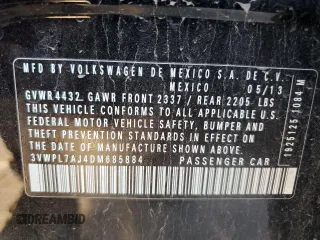 MFD BY VOLKSWAGEN DE MEXICO S.A. DE C.V.
MEXICO 05/13
GVWR 4432 GAWR FRONT 2337 / REAR 2205 LBS
THIS VEHICLE CONFORMS TO ALL APPLICABLE
FEDERAL MOTOR VEHICLE SAFETY, BUMPER, AND
THEFT PREVENTION STANDARDS IN EFFECT ON THE
DATE OF MANUFACTURE SHOWN ABOVE.
3VWPL7AJ4DM685884 PASSENGER CAR
1925125 J084 M
DREAMBID